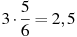 3 · 5/6 = 2,5